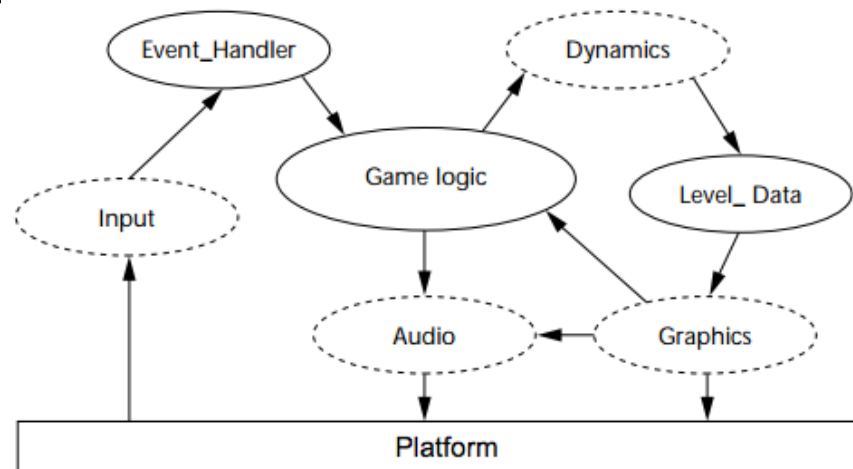 Event_Handler
Dynamics
Game logic
Level_ Data
Input
Audio
Graphics
Platform